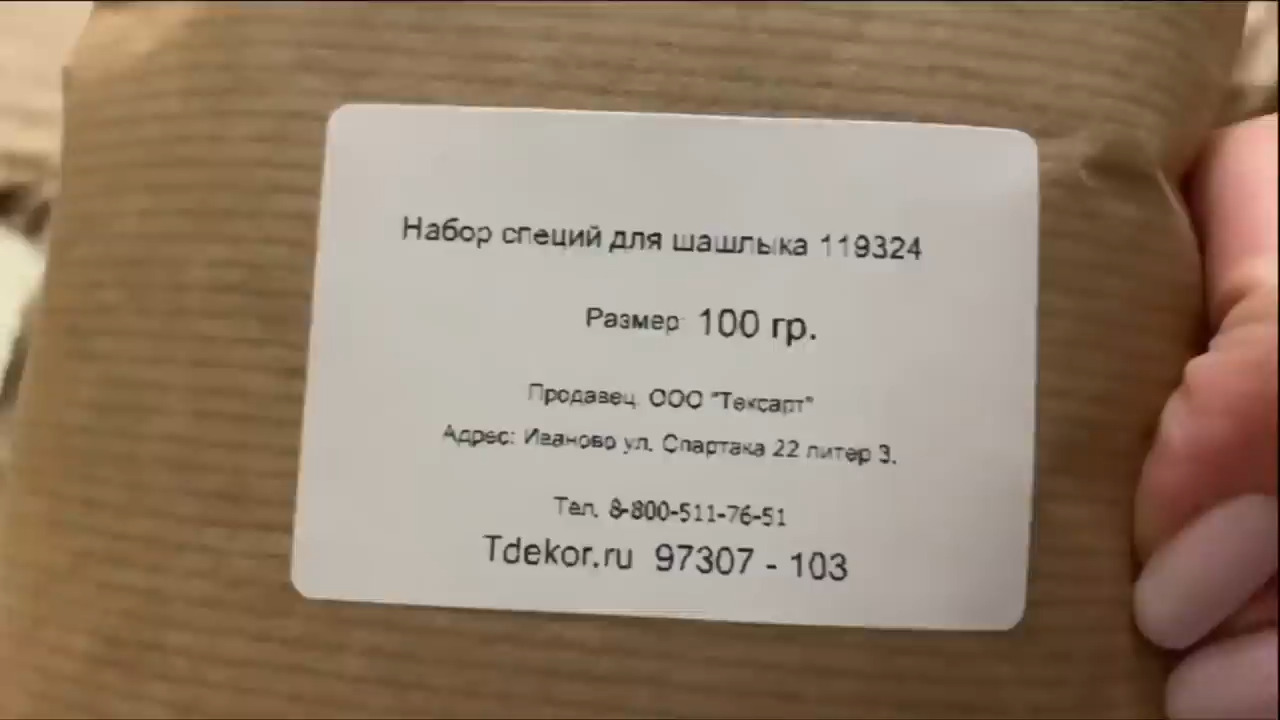 Набор специй для шашлыка 119324
Размер: 100 гр.
Продавец: ООО "Тексарт"
Адрес: Иваново ул. Спартака 22 литер 3.
Тел. 8-800-511-76-51
Tdekor.ru 97307 - 103